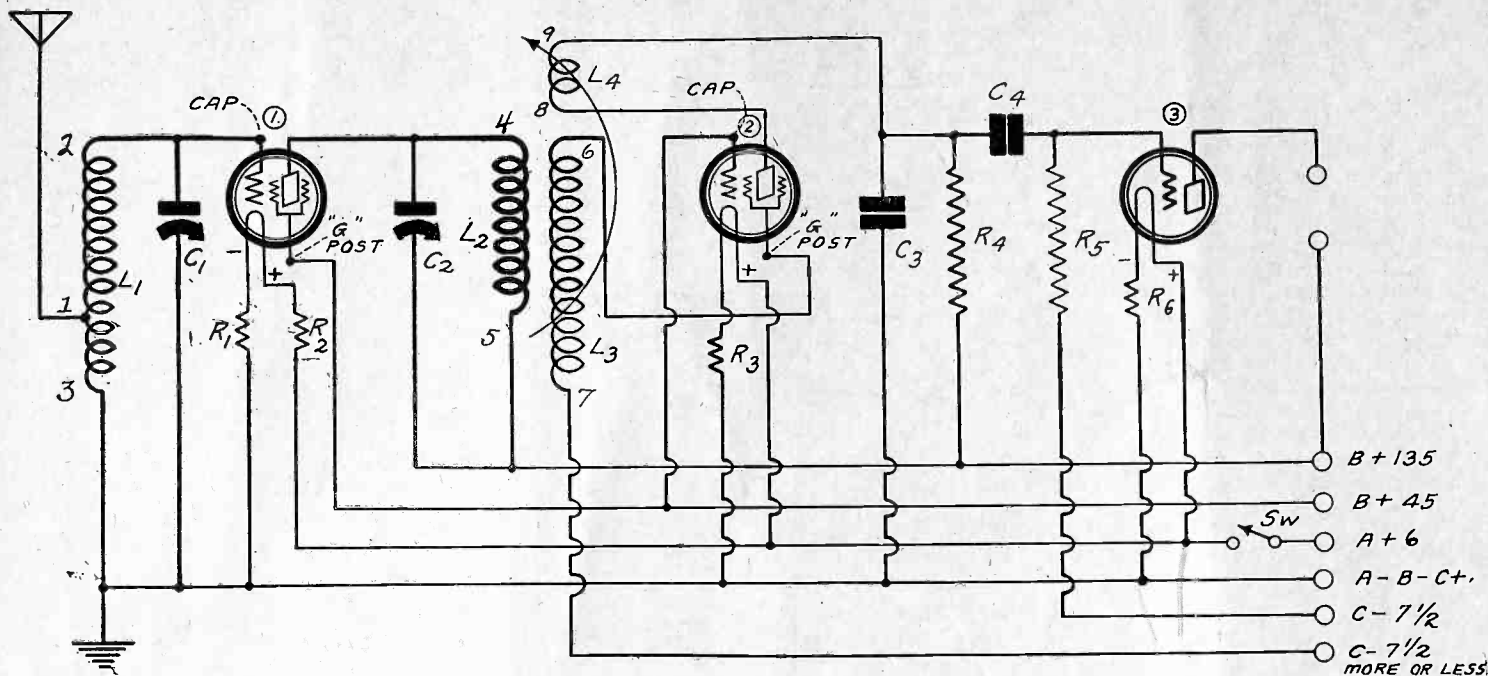 CAP
①
2
1
3
L1
C1
-
+
"G"
POST
R1
R2
C2
4
L2
5
9
L4
8
6
L3
7
CAP
②
-
+
"G"
POST
R3
C3
R4
C4
R5
③
-
+
R6
B + 135
B + 45
SW
A + 6
A - B - C +.
C - 7 1/2
C - 7 1/2
MORE OR LESS.